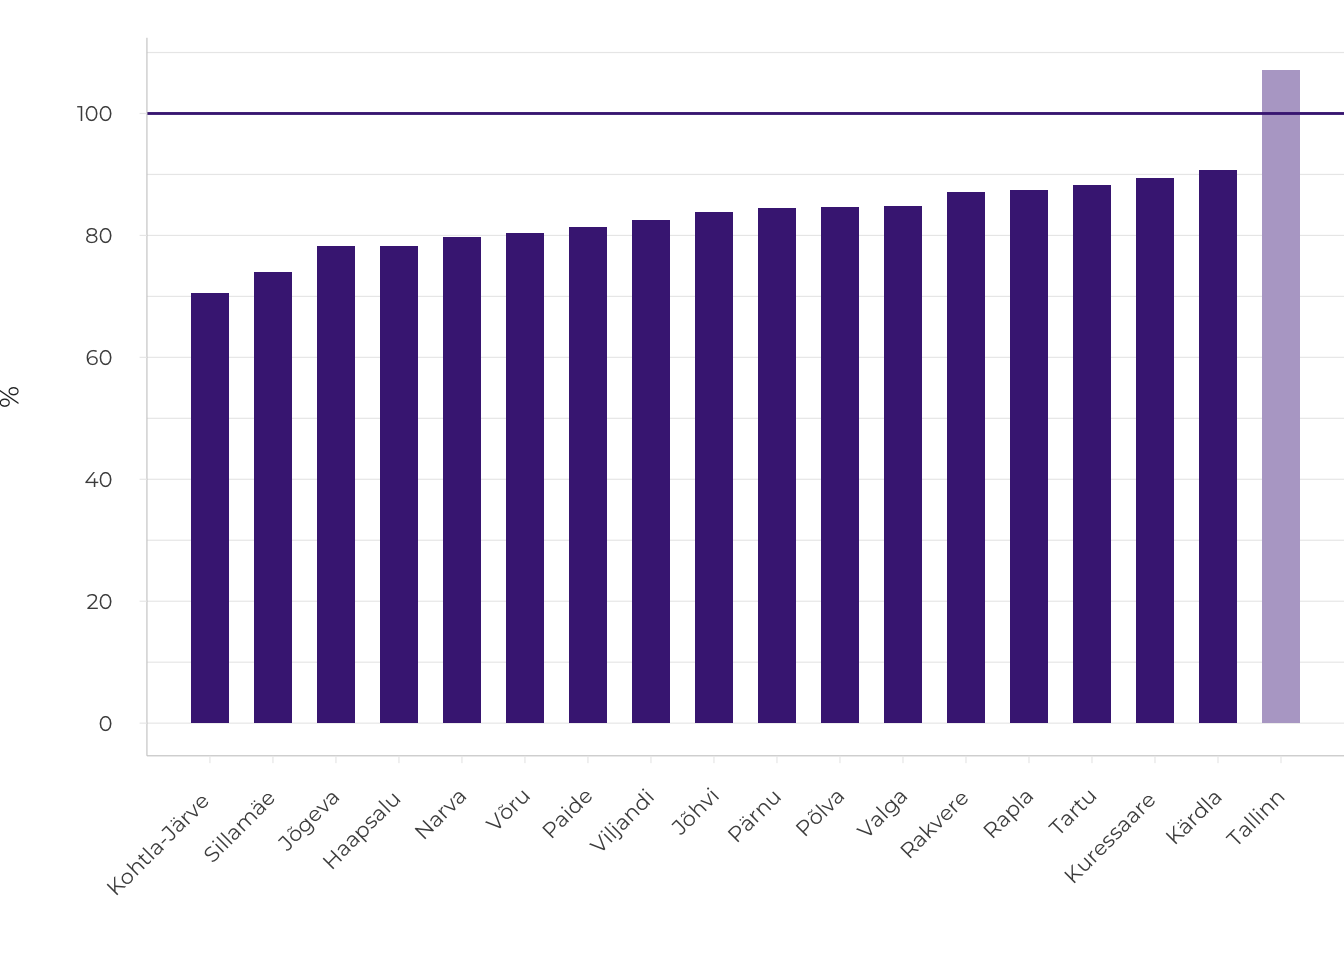 %
100
80
60
40
20
0
Kohtla-Järve
Sillamäe
Jõgeva
Haapsalu
Narva
Võru
Paide
Viljandi
Jõhvi
Pärnu
Põlva
Valga
Rakvere
Rapla
Tartu
Kuressaare
Kärdla
Tallinn